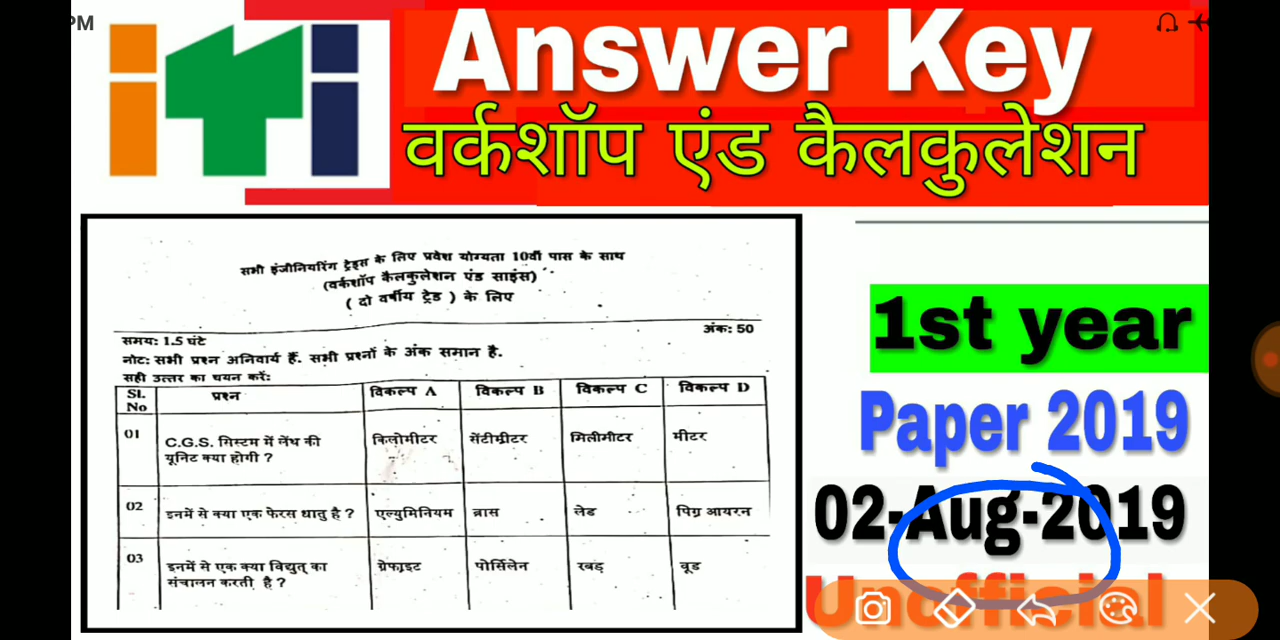 PM
iTi
Answer Key
वर्कशॉप एंड कैलकुलेशन
सभी इंजीनियरिंग ट्रेड्स के लिए प्रवेश योग्यता 10वीं पास के साथ
(वर्कशॉप कैलकुलेशन एंड साइंस)
( दो वर्षीय ट्रेड ) के लिए
समय: 1.5 घंटे
अंक: 50
नोट: सभी प्रश्न अनिवार्य हैं. सभी प्रश्नों के अंक समान है.
सही उत्तर का चयन करें:
Sl. No प्रश्न विकल्प A विकल्प B विकल्प C विकल्प D
01 C.G.S. सिस्टम में लेंथ की यूनिट क्या होगी ? किलोमीटर सेंटीमीटर मिलीमीटर मीटर
02 इनमें से क्या एक फेरस धातु है ? एल्युमिनियम ब्रास लेड पिग्र आयरन
03 इनमें से एक क्या विद्युत् का संचालन करती है ? ग्रेफाइट पोर्सिलेन रबड़ वूड
1st year
Paper 2019
02-Aug-2019
Unofficial